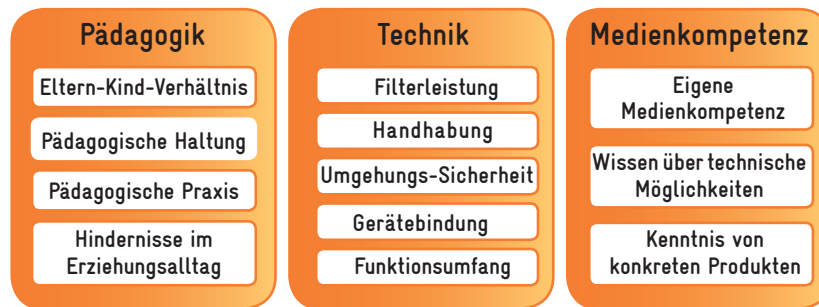 Pädagogik
Eltern-Kind-Verhältnis
Pädagogische Haltung
Pädagogische Praxis
Hindernisse im
Erziehungsalltag
Technik
Filterleistung
Handhabung
Umgehungs-Sicherheit
Gerätebindung
Funktionsumfang
Medienkompetenz
Eigene
Medienkompetenz
Wissen über technische
Möglichkeiten
Kenntnis von
konkreten Produkten